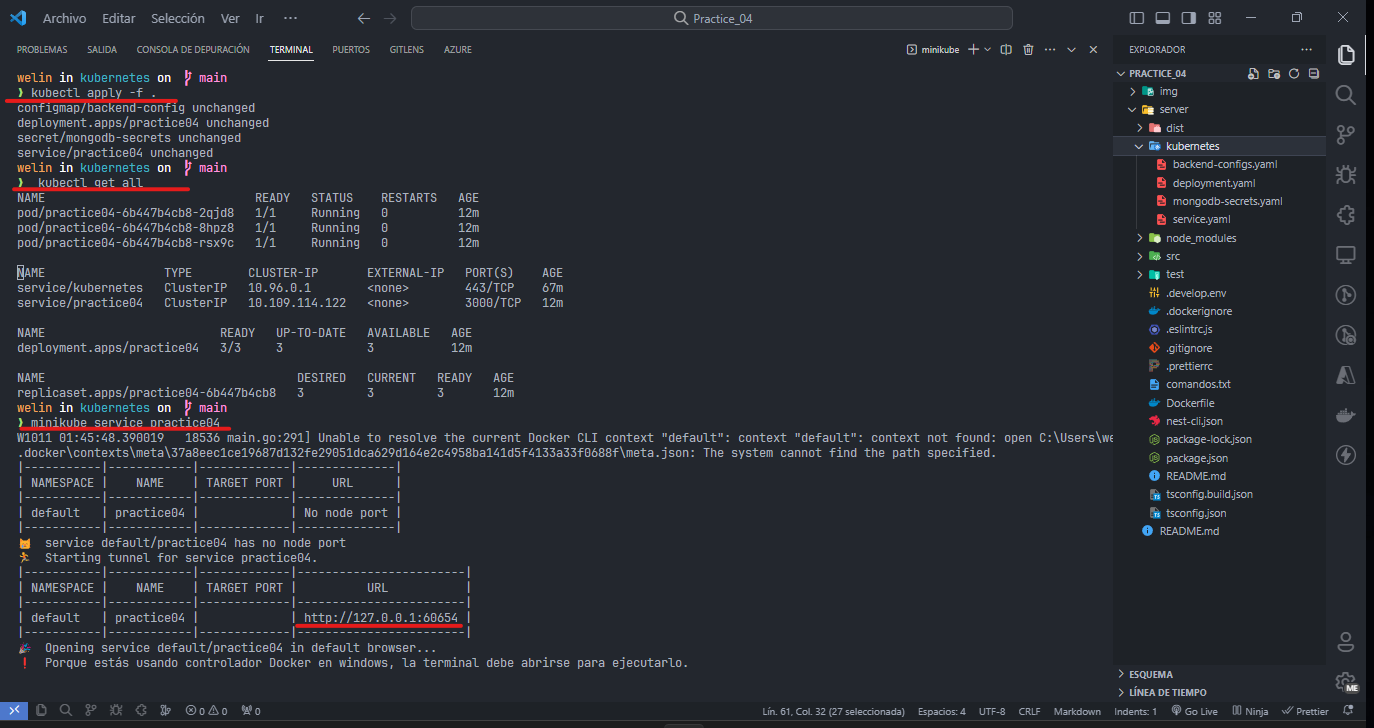 Archivo Editar Selección Ver Ir ··· Practice_04
PROBLEMAS SALIDA CONSOLA DE DEPURACIÓN TERMINAL PUERTOS GITLENS AZURE minikube
welin in kubernetes on main
❯ kubectl apply -f .
configmap/backend-config unchanged
deployment.apps/practice04 unchanged
secret/mongodb-secrets unchanged
service/practice04 unchanged
welin in kubernetes on main
❯ kubectl get all
NAME READY STATUS RESTARTS AGE
pod/practice04-6b447b4cb8-2qjd8 1/1 Running 0 12m
pod/practice04-6b447b4cb8-8hpz8 1/1 Running 0 12m
pod/practice04-6b447b4cb8-rsx9c 1/1 Running 0 12m
NAME TYPE CLUSTER-IP EXTERNAL-IP PORT(S) AGE
service/kubernetes ClusterIP 10.96.0.1 <none> 443/TCP 67m
service/practice04 ClusterIP 10.109.114.122 <none> 3000/TCP 12m
NAME READY UP-TO-DATE AVAILABLE AGE
deployment.apps/practice04 3/3 3 3 12m
NAME DESIRED CURRENT READY AGE
replicaset.apps/practice04-6b447b4cb8 3 3 3 12m
welin in kubernetes on main
❯ minikube service practice04
W1011 01:45:48.390019 18536 main.go:291] Unable to resolve the current Docker CLI context "default": context "default": context not found: open C:\Users\we
.docker\contexts\meta\37a8eec1ce19687d132fe29051dca629d164e2c4958ba141d5f4133a33f0688f\meta.json: The system cannot find the path specified.
|-----------|------------|-------------|--------------|
| NAMESPACE | NAME | TARGET PORT | URL |
|-----------|------------|-------------|--------------|
| default | practice04 | | No node port |
|-----------|------------|-------------|--------------|
😿 service default/practice04 has no node port
🏃 Starting tunnel for service practice04.
|-----------|------------|-------------|------------------------|
| NAMESPACE | NAME | TARGET PORT | URL |
|-----------|------------|-------------|------------------------|
| default | practice04 | | http://127.0.0.1:60654 |
|-----------|------------|-------------|------------------------|
🎉 Opening service default/practice04 in default browser...
❗ Porque estás usando controlador Docker en windows, la terminal debe abrirse para ejecutarlo.
EXPLORADOR ···
PRACTICE_04
img
server
dist
kubernetes
backend-configs.yaml
deployment.yaml
mongodb-secrets.yaml
service.yaml
node_modules
src
test
.develop.env
.dockerignore
.eslintrc.js
.gitignore
.prettierrc
comandos.txt
Dockerfile
nest-cli.json
package-lock.json
package.json
README.md
tsconfig.build.json
tsconfig.json
README.md
ESQUEMA
LÍNEA DE TIEMPO
ME
0 0 0 Lín. 61, Col. 32 (27 seleccionada) Espacios: 4 UTF-8 CRLF Markdown Indents: 1 Go Live Ninja Prettier